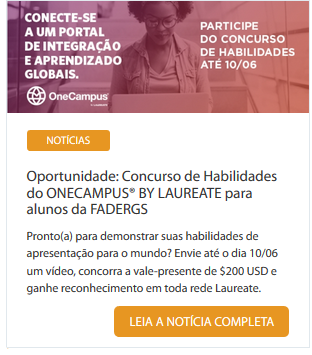 CONECTE-SE
A UM PORTAL
DE INTEGRAÇÃO
E APRENDIZADO
GLOBAIS.
OneCampus
PARTICIPE
DO CONCURSO
DE HABILIDADES
ATÉ 10/06
NOTÍCIAS
Oportunidade: Concurso de Habilidades
do ONECAMPUS® BY LAUREATE para
alunos da FADERGS
Pronto(a) para demonstrar suas habilidades de
apresentação para o mundo? Envie até o dia 10/06
um vídeo, concorra a vale-presente de $200 USD e
ganhe reconhecimento em toda rede Laureate.
LEIA A NOTÍCIA COMPLETA